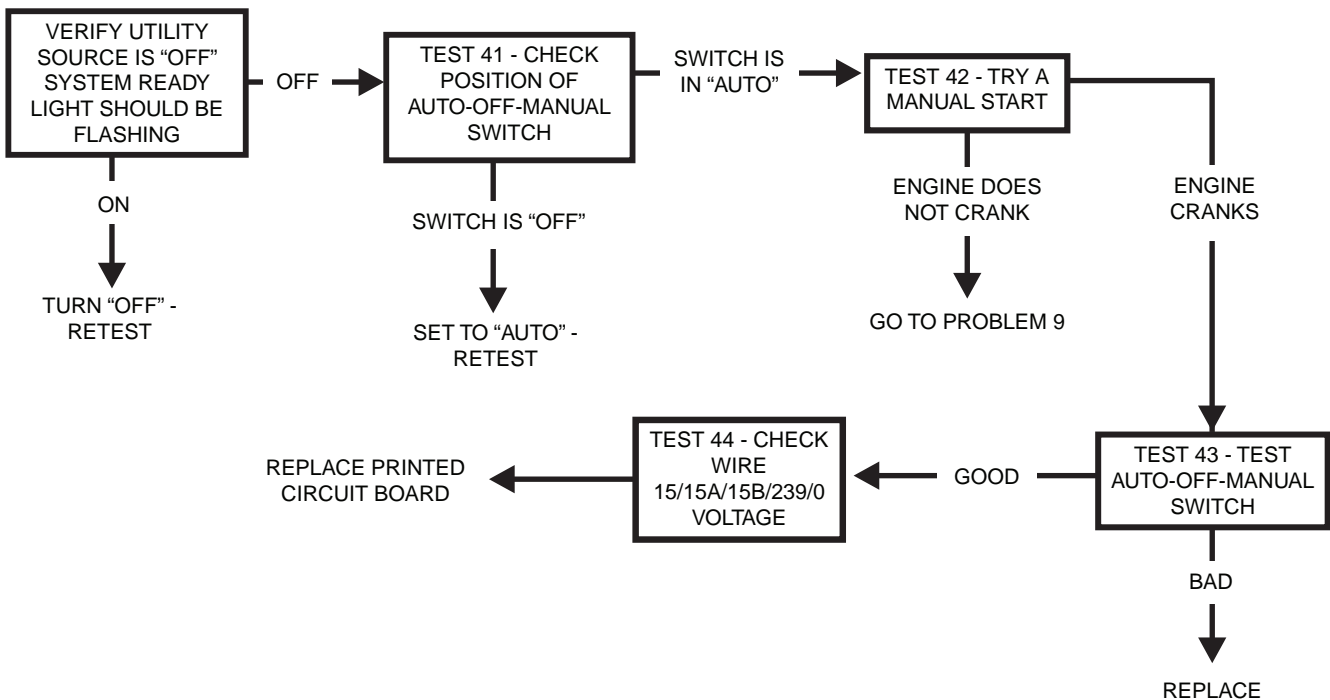 VERIFY UTILITY
SOURCE IS “OFF”
SYSTEM READY
LIGHT SHOULD BE
FLASHING
OFF
TEST 41 - CHECK
POSITION OF
AUTO-OFF-MANUAL
SWITCH
SWITCH IS
IN “AUTO”
TEST 42 - TRY A
MANUAL START
ON
TURN “OFF” -
RETEST
SWITCH IS “OFF”
SET TO “AUTO” -
RETEST
ENGINE DOES
NOT CRANK
GO TO PROBLEM 9
ENGINE
CRANKS
TEST 43 - TEST
AUTO-OFF-MANUAL
SWITCH
GOOD
TEST 44 - CHECK
WIRE
15/15A/15B/239/0
VOLTAGE
REPLACE PRINTED
CIRCUIT BOARD
BAD
REPLACE